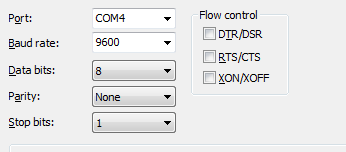 Port: COM4
Baud rate: 9600
Data bits: 8
Parity: None
Stop bits: 1
Flow control
DTR/DSR
RTS/CTS
XON/XOFF